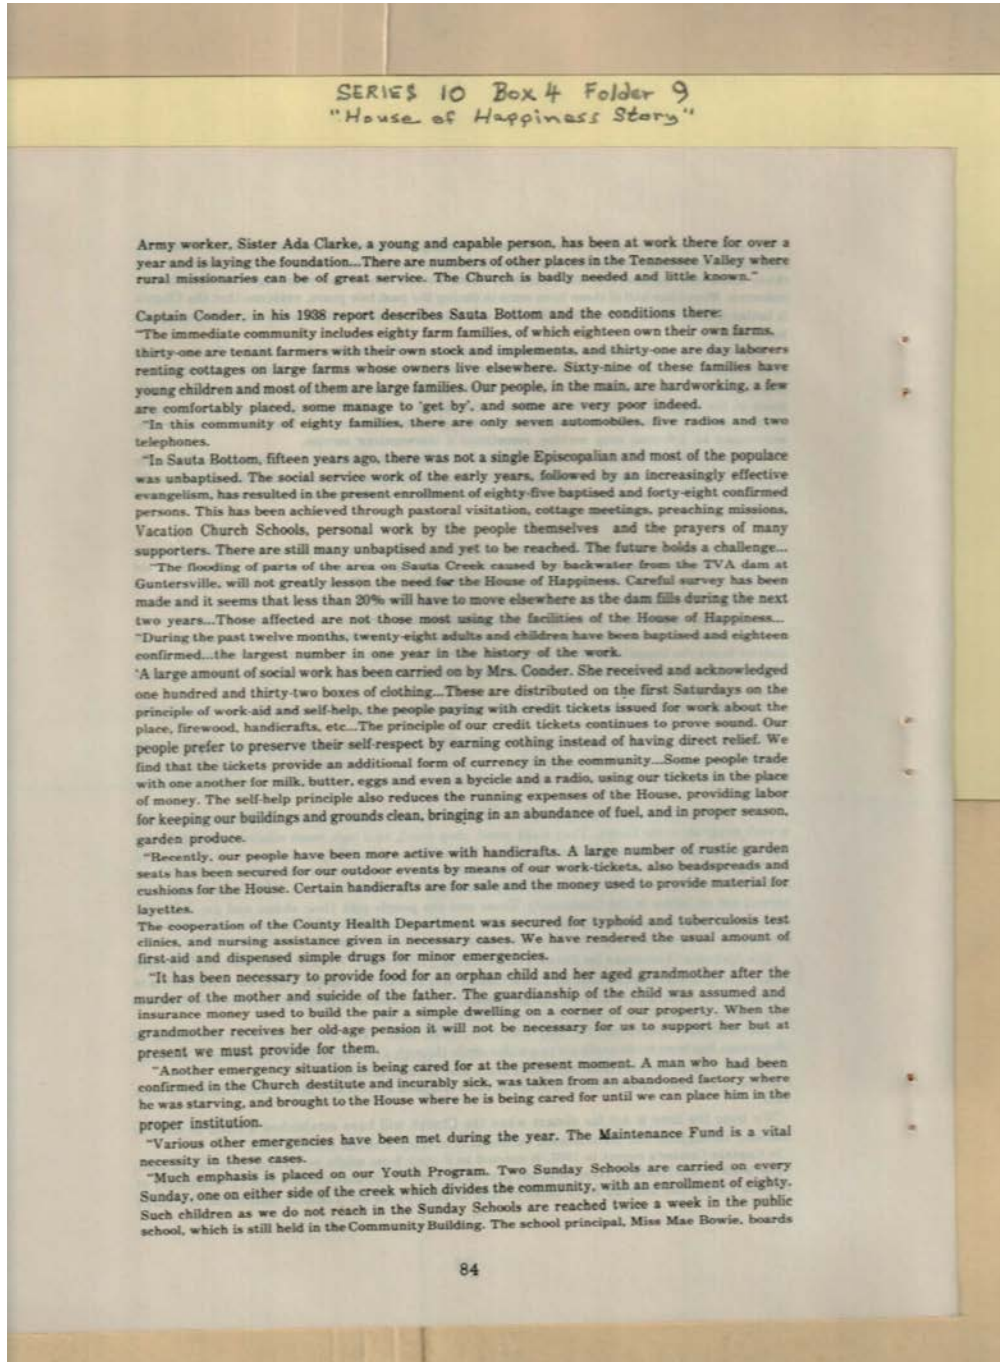 SERIES 10 Box 4 Folder 9
"House of Happiness Story"
Army worker, Sister Ada Clarke, a young and capable person, has been at work there for over a
year and is laying the foundation...There are numbers of other places in the Tennessee Valley where
rural missionaries can be of great service. The Church is badly needed and little known."
Captain Conder, in his 1938 report describes Sauta Bottom and the conditions there:
"The immediate community includes eighty farm families, of which eighteen own their own farms,
thirty-one are tenant farmers with their own stock and implements, and thirty-one are day laborers
renting cottages on large farms whose owners live elsewhere. Sixty-nine of these families have
young children and most of them are large families. Our people, in the main, are hardworking, a few
are comfortably placed, some manage to 'get by', and some are very poor indeed.
"In this community of eighty families, there are only seven automobiles, five radios and two
telephones.
"In Sauta Bottom, fifteen years ago, there was not a single Episcopalian and most of the populace
was unbaptised. The social service work of the early years, followed by an increasingly effective
evangelism, has resulted in the present enrollment of eighty-five baptised and forty-eight confirmed
persons. This has been achieved through pastoral visitation, cottage meetings, preaching missions,
Vacation Church Schools, personal work by the people themselves and the prayers of many
supporters. There are still many unbaptised and yet to be reached. The future holds a challenge...
"The flooding of parts of the area on Sauta Creek caused by backwater from the TVA dam at
Guntersville, will not greatly lesson the need for the House of Happiness. Careful survey has been
made and it seems that less than 20% will have to move elsewhere as the dam fills during the next
two years...Those affected are not those most using the facilities of the House of Happiness...
"During the past twelve months, twenty-eight adults and children have been baptised and eighteen
confirmed...the largest number in one year in the history of the work.
'A large amount of social work has been carried on by Mrs. Conder. She received and acknowledged
one hundred and thirty-two boxes of clothing...These are distributed on the first Saturdays on the
principle of work-aid and self-help, the people paying with credit tickets issued for work about the
place, firewood, handicrafts, etc...The principle of our credit tickets continues to prove sound. Our
people prefer to preserve their self-respect by earning cothing instead of having direct relief. We
find that the tickets provide an additional form of currency in the community...Some people trade
with one another for milk, butter, eggs and even a bycicle and a radio, using our tickets in the place
of money. The self-help principle also reduces the running expenses of the House, providing labor
for keeping our buildings and grounds clean, bringing in an abundance of fuel, and in proper season,
garden produce.
"Recently, our people have been more active with handicrafts. A large number of rustic garden
seats has been secured for our outdoor events by means of our work-tickets, also beadspreads and
cushions for the House. Certain handicrafts are for sale and the money used to provide material for
layettes.
The cooperation of the County Health Department was secured for typhoid and tuberculosis test
clinics, and nursing assistance given in necessary cases. We have rendered the usual amount of
first-aid and dispensed simple drugs for minor emergencies.
"It has been necessary to provide food for an orphan child and her aged grandmother after the
murder of the mother and suicide of the father. The guardianship of the child was assumed and
insurance money used to build the pair a simple dwelling on a corner of our property. When the
grandmother receives her old-age pension it will not be necessary for us to support her but at
present we must provide for them.
"Another emergency situation is being cared for at the present moment. A man who had been
confirmed in the Church destitute and incurably sick, was taken from an abandoned factory where
he was starving, and brought to the House where he is being cared for until we can place him in the
proper institution.
"Various other emergencies have been met during the year. The Maintenance Fund is a vital
necessity in these cases.
"Much emphasis is placed on our Youth Program. Two Sunday Schools are carried on every
Sunday, one on either side of the creek which divides the community, with an enrollment of eighty.
Such children as we do not reach in the Sunday Schools are reached twice a week in the public
school, which is still held in the Community Building. The school principal, Miss Mae Bowie, boards
84